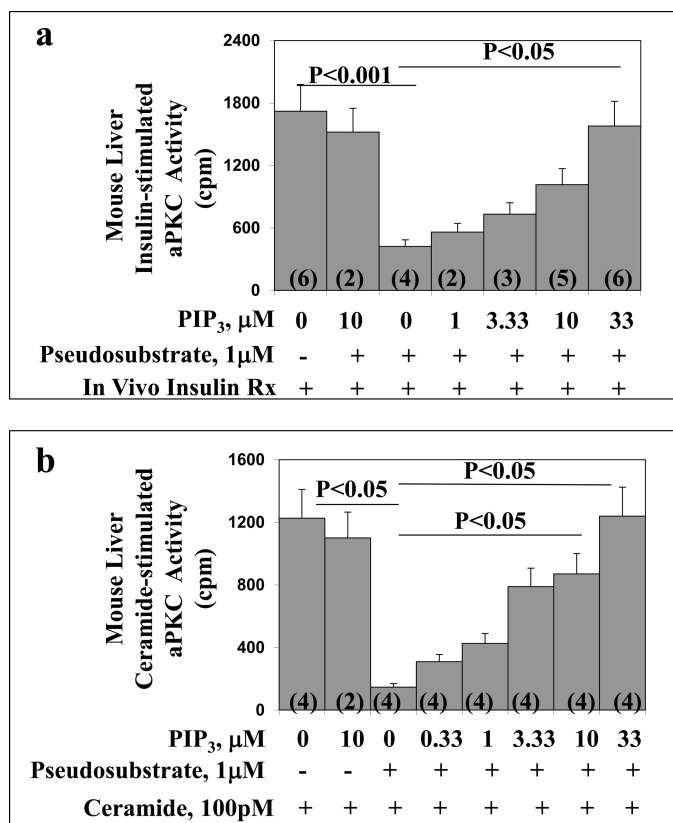 a
Mouse Liver
Insulin-stimulated
aPKC Activity
(cpm)
2400
1800
1200
600
0
P<0.001
P<0.05
(6) (2) (4) (2) (3) (5) (6)
PIP₃, μM 0 10 0 1 3.33 10 33
Pseudosubstrate, 1μM - + + + + + +
In Vivo Insulin Rx + + + + + + +
b
Mouse Liver
Ceramide-stimulated
aPKC Activity
(cpm)
1600
1200
800
400
0
P<0.05
P<0.05
P<0.05
(4) (2) (4) (4) (4) (4) (4) (4)
PIP₃, μM 0 10 0 0.33 1 3.33 10 33
Pseudosubstrate, 1μM - - + + + + + +
Ceramide, 100pM + + + + + + + +